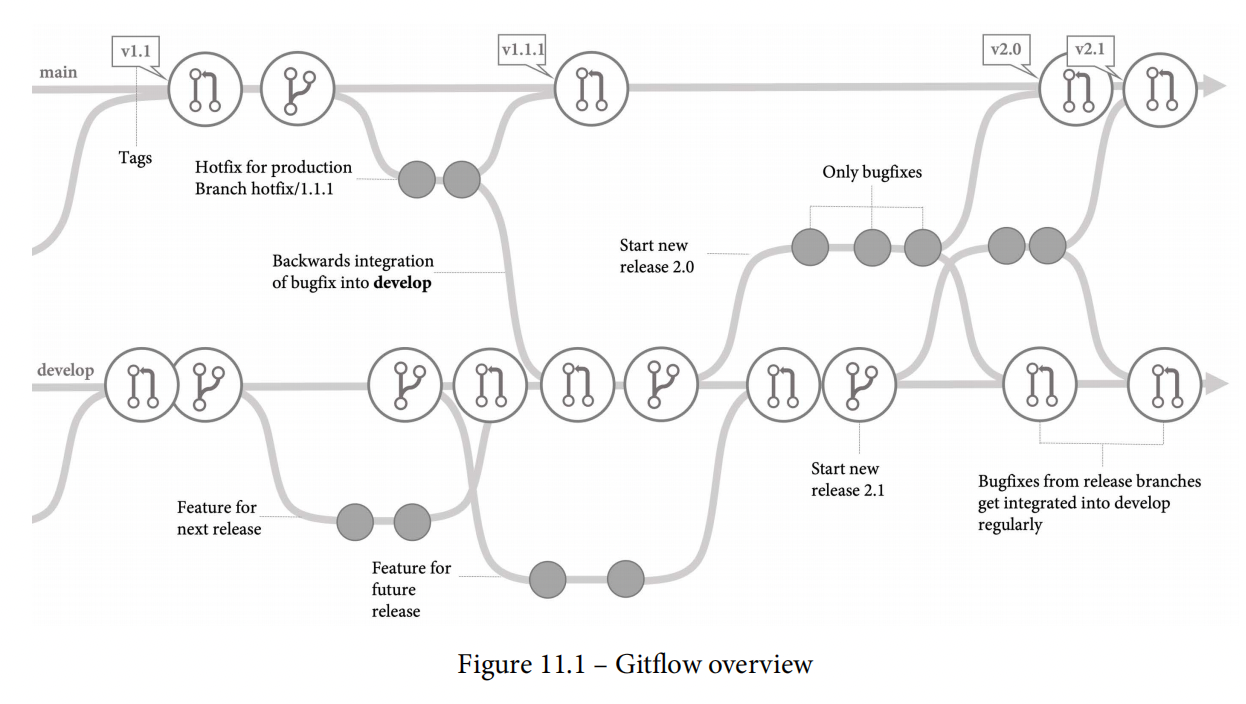 v1.1
v1.1.1
v2.0
v2.1
main
Tags
Hotfix for production
Branch hotfix/1.1.1
Only bugfixes
Start new
release 2.0
Backwards integration
of bugfix into develop
develop
Start new
release 2.1
Bugfixes from release branches
get integrated into develop
regularly
Feature for
next release
Feature for
future
release
Figure 11.1 – Gitflow overview